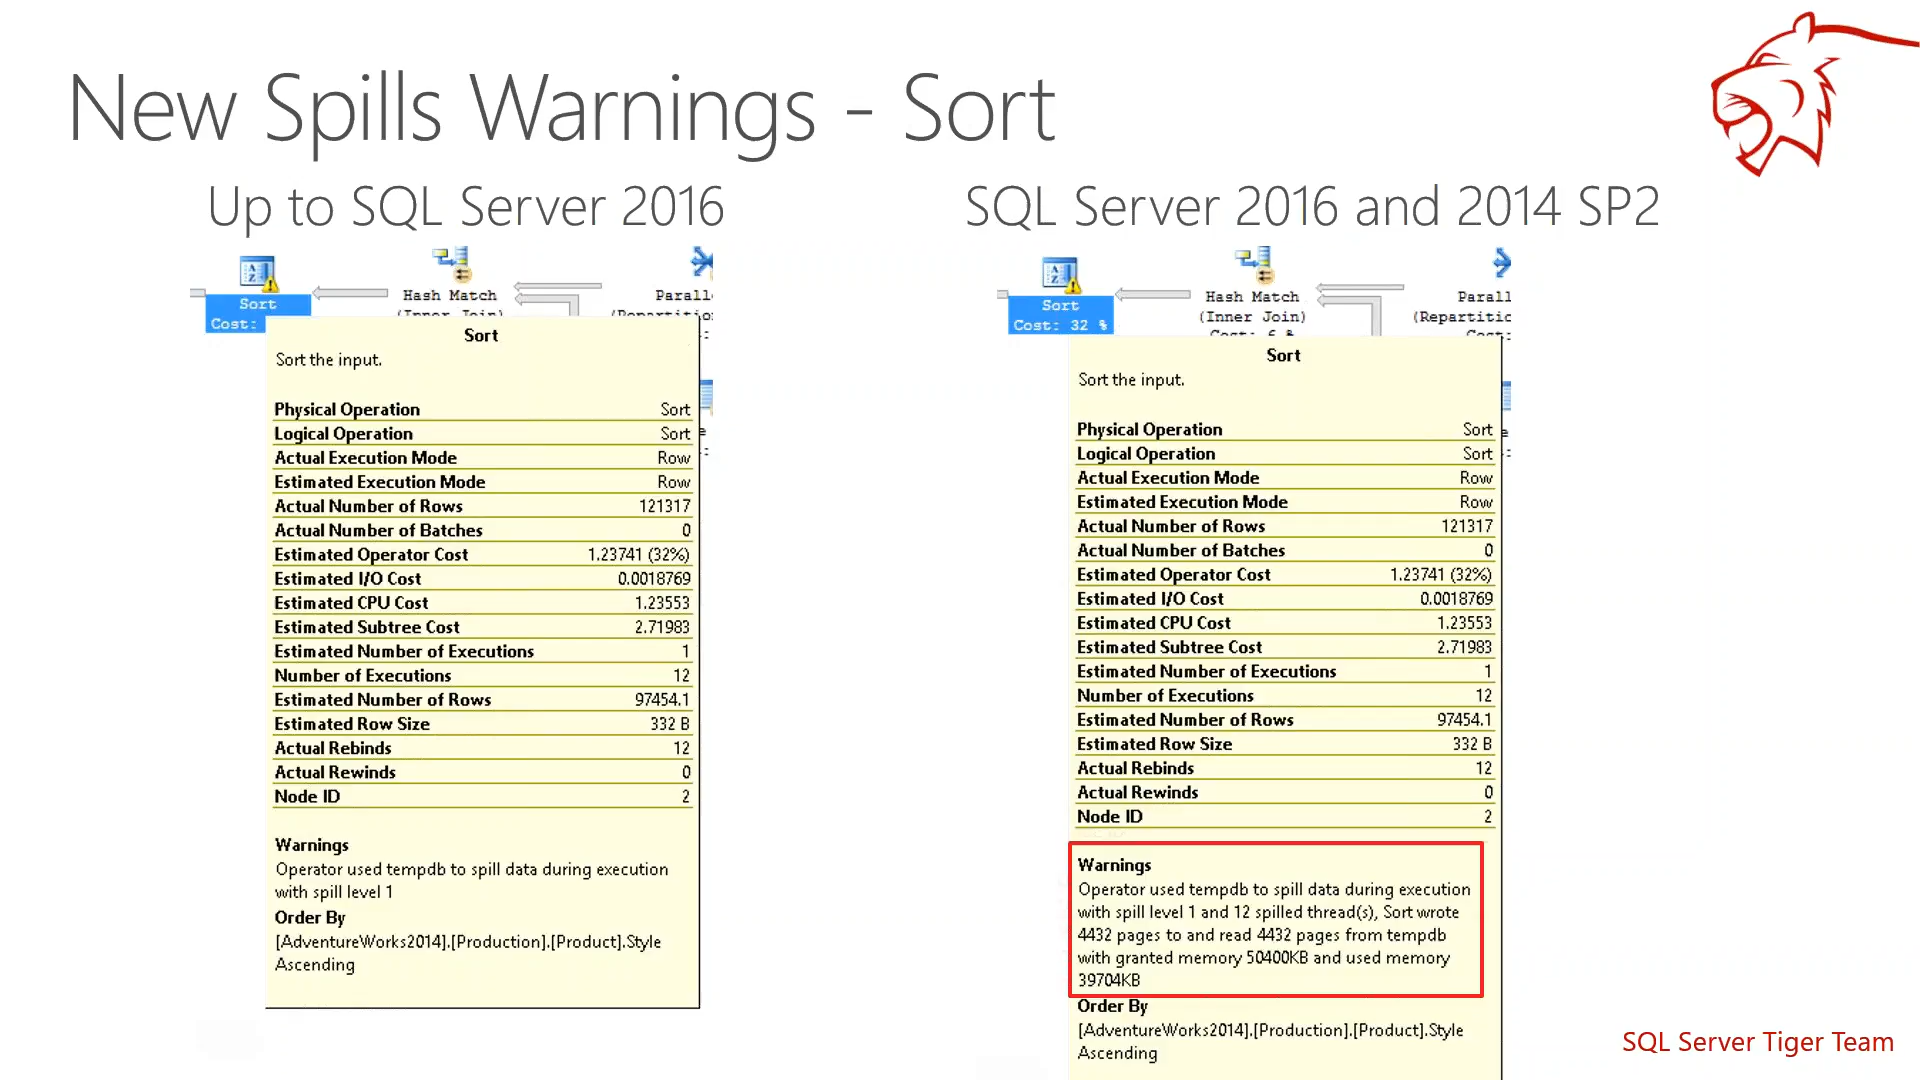 New Spills Warnings - Sort
Up to SQL Server 2016
Sort
Cost:
Hash Match
(Inner Join)
Sort
Sort the input.
Physical Operation Sort
Logical Operation Sort
Actual Execution Mode Row
Estimated Execution Mode Row
Actual Number of Rows 121317
Actual Number of Batches 0
Estimated Operator Cost 1.23741 (32%)
Estimated I/O Cost 0.0018769
Estimated CPU Cost 1.23553
Estimated Subtree Cost 2.71983
Estimated Number of Executions 1
Number of Executions 12
Estimated Number of Rows 97454.1
Estimated Row Size 332 B
Actual Rebinds 12
Actual Rewinds 0
Node ID 2
Warnings
Operator used tempdb to spill data during execution
with spill level 1
Order By
[AdventureWorks2014].[Production].[Product].Style
Ascending
SQL Server 2016 and 2014 SP2
Sort
Cost: 32 %
Hash Match
(Inner Join)
Cost: 6 %
Parall
(Repartitic
Cost:
Sort
Sort the input.
Physical Operation Sort
Logical Operation Sort
Actual Execution Mode Row
Estimated Execution Mode Row
Actual Number of Rows 121317
Actual Number of Batches 0
Estimated Operator Cost 1.23741 (32%)
Estimated I/O Cost 0.0018769
Estimated CPU Cost 1.23553
Estimated Subtree Cost 2.71983
Estimated Number of Executions 1
Number of Executions 12
Estimated Number of Rows 97454.1
Estimated Row Size 332 B
Actual Rebinds 12
Actual Rewinds 0
Node ID 2
Warnings
Operator used tempdb to spill data during execution
with spill level 1 and 12 spilled thread(s), Sort wrote
4432 pages to and read 4432 pages from tempdb
with granted memory 50400KB and used memory
39704KB
Order By
[AdventureWorks2014].[Production].[Product].Style
Ascending
SQL Server Tiger Team